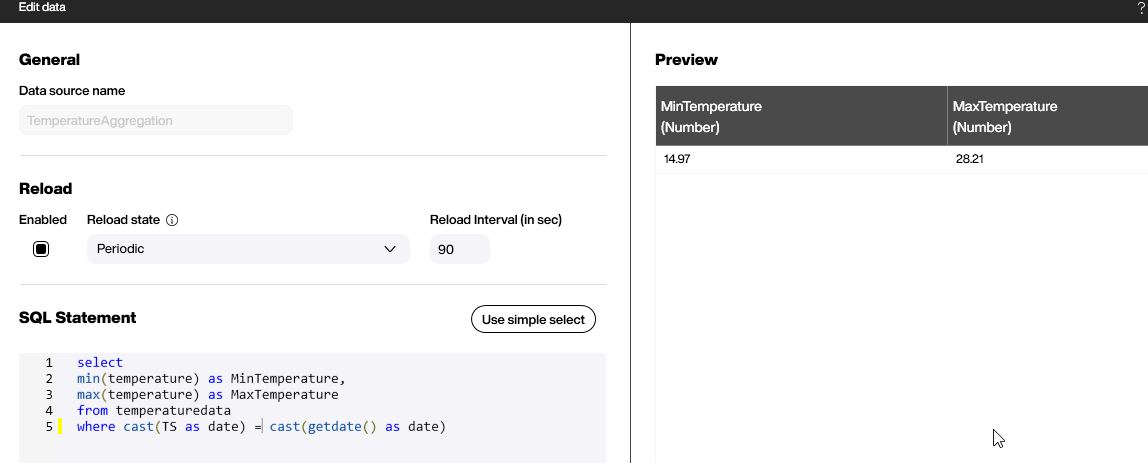 Edit data
?
General
Data source name
TemperatureAggregation
Reload
Enabled
Reload state
Reload Interval (in sec)
Periodic
90
SQL Statement
Use simple select
1 select
2 min(temperature) as MinTemperature,
3 max(temperature) as MaxTemperature
4 from temperaturedata
5 where cast(TS as date) = cast(getdate() as date)
Preview
MinTemperature
(Number)
MaxTemperature
(Number)
14.97
28.21